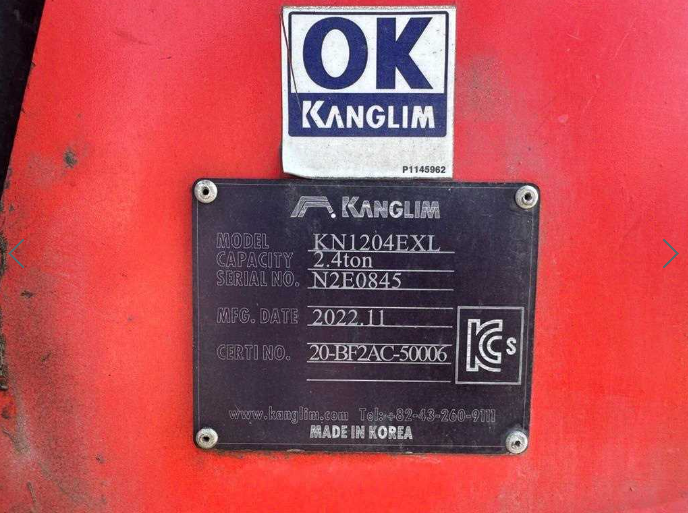 OK
KANGLIM
P1145962
KANGLIM
MODEL KN1204EXL
CAPACITY 2.4ton
SERIAL NO. N2E0845
MFG. DATE 2022.11
CERTI NO. 20-BF2AC-50006
KCs
www.kanglim.com Tel:+82-43-260-9111
MADE IN KOREA